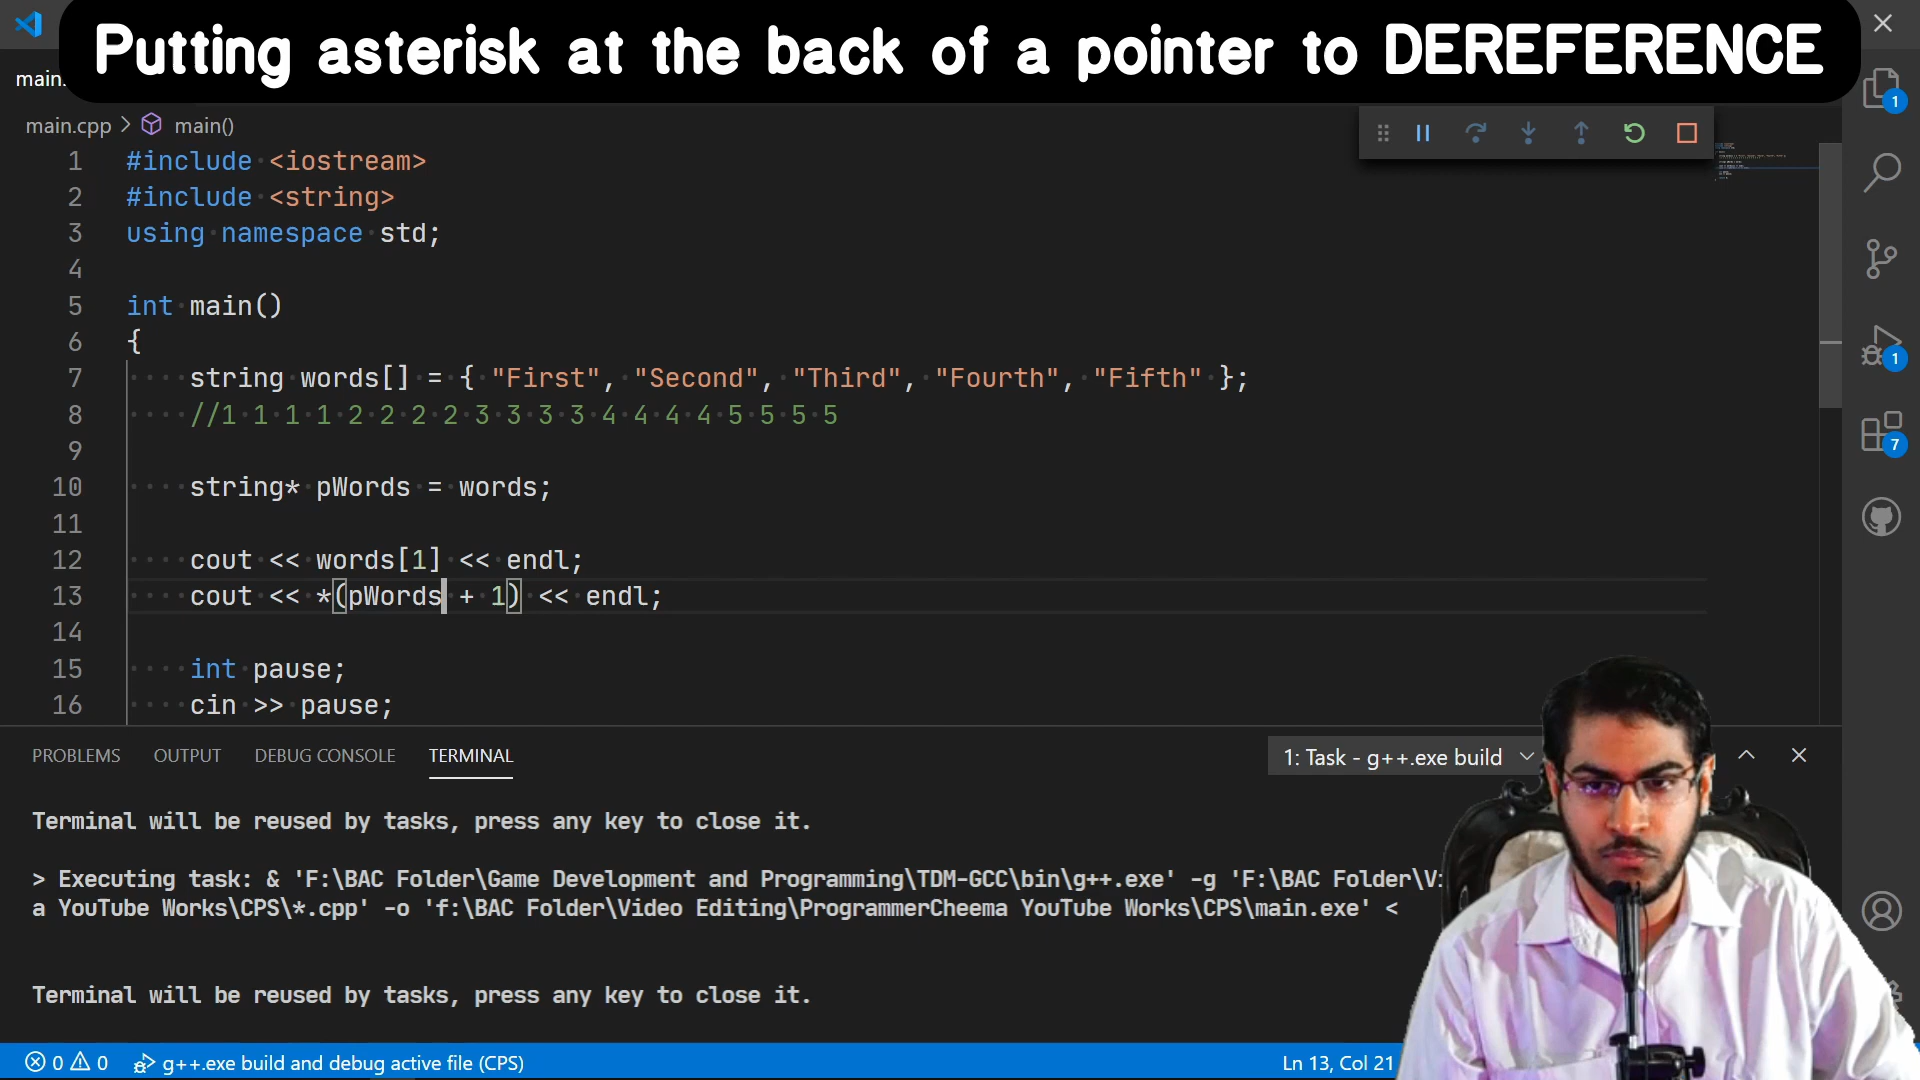 Putting asterisk at the back of a pointer to DEREFERENCE
main.
main.cpp > main()
1 #include <iostream>
2 #include <string>
3 using namespace std;
4
5 int main()
6 {
7 string words[] = { "First", "Second", "Third", "Fourth", "Fifth" };
8 //1 1 1 1 2 2 2 2 3 3 3 3 4 4 4 4 5 5 5 5
9
10 string* pWords = words;
11
12 cout << words[1] << endl;
13 cout << *(pWords + 1) << endl;
14
15 int pause;
16 cin >> pause;
1
1
7
PROBLEMS OUTPUT DEBUG CONSOLE TERMINAL 1: Task - g++.exe build
Terminal will be reused by tasks, press any key to close it.
> Executing task: & 'F:\BAC Folder\Game Development and Programming\TDM-GCC\bin\g++.exe' -g 'F:\BAC Folder\Vi
a YouTube Works\CPS\*.cpp' -o 'f:\BAC Folder\Video Editing\ProgrammerCheema YouTube Works\CPS\main.exe' <
Terminal will be reused by tasks, press any key to close it.
0 0 g++.exe build and debug active file (CPS) Ln 13, Col 21